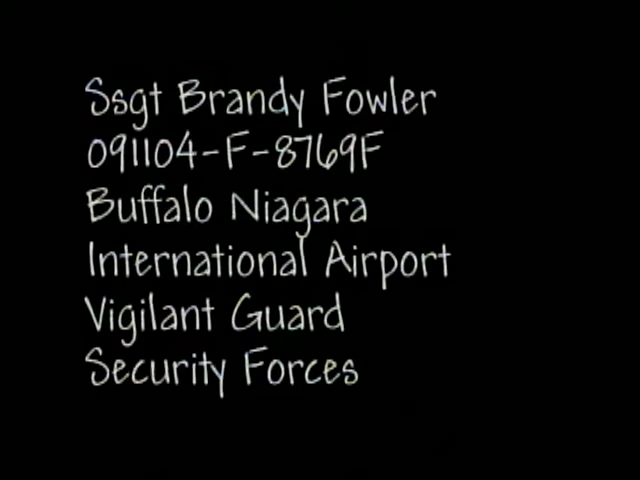 Ssgt Brandy Fowler
091104-F-8769F
Buffalo Niagara
International Airport
Vigilant Guard
Security Forces